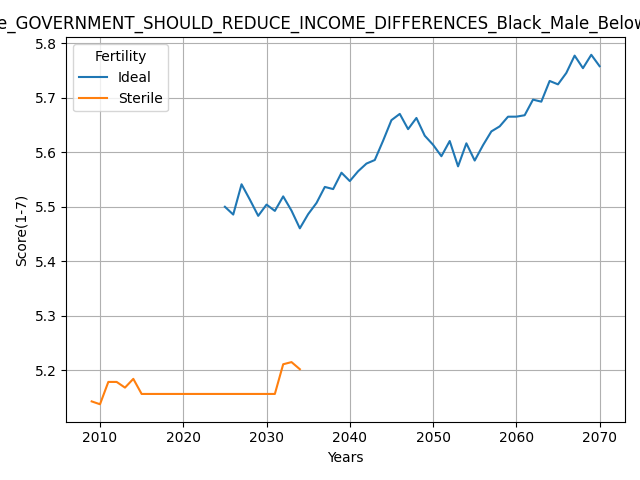 e_GOVERNMENT_SHOULD_REDUCE_INCOME_DIFFERENCES_Black_Male_Below
Fertility
Ideal
Sterile
Score(1-7)
5.8
5.7
5.6
5.5
5.4
5.3
5.2
2010 2020 2030 2040 2050 2060 2070
Years